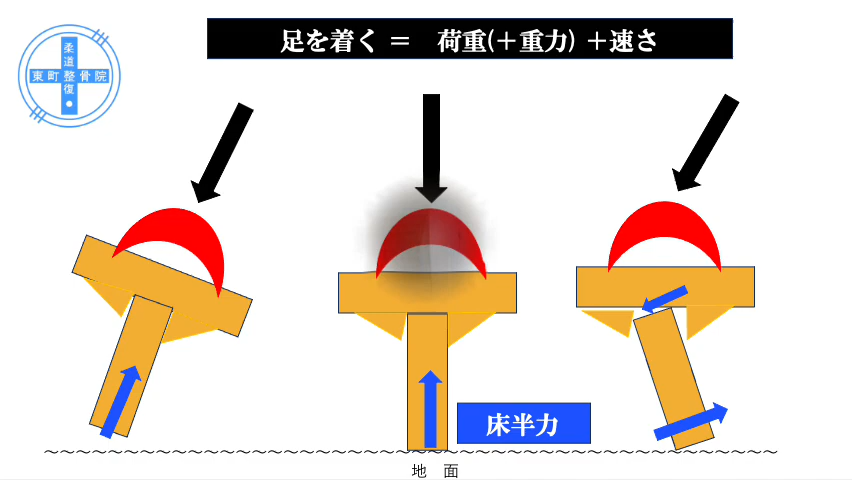 足を着く ＝ 荷重(＋重力) ＋速さ
柔道整復
東町整骨院
床半力
地 面